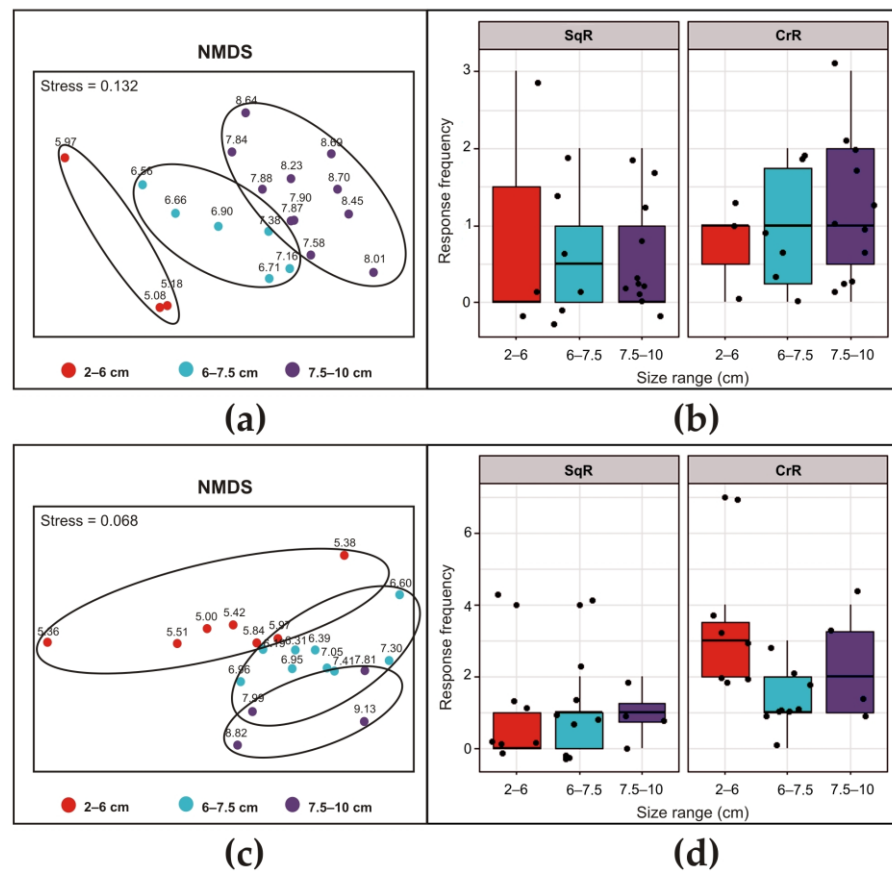 NMDS
Stress = 0.132
8.64
5.97
7.84
8.69
6.56
8.23
7.88
8.70
6.66
7.90
8.45
6.90
7.87
7.38
7.58
7.16
6.71
8.01
5.18
5.08
2–6 cm
6–7.5 cm
7.5–10 cm
(a)
SqR
CrR
Response frequency
3
2
1
0
2–6
6–7.5
7.5–10
2–6
6–7.5
7.5–10
Size range (cm)
(b)
NMDS
Stress = 0.068
5.38
6.60
5.36
5.00
5.42
5.51
5.84
5.97
6.31
6.39
7.05
7.30
6.95
7.41
7.81
6.96
7.99
9.13
8.82
2–6 cm
6–7.5 cm
7.5–10 cm
(c)
SqR
CrR
Response frequency
6
4
2
0
2–6
6–7.5
7.5–10
2–6
6–7.5
7.5–10
Size range (cm)
(d)